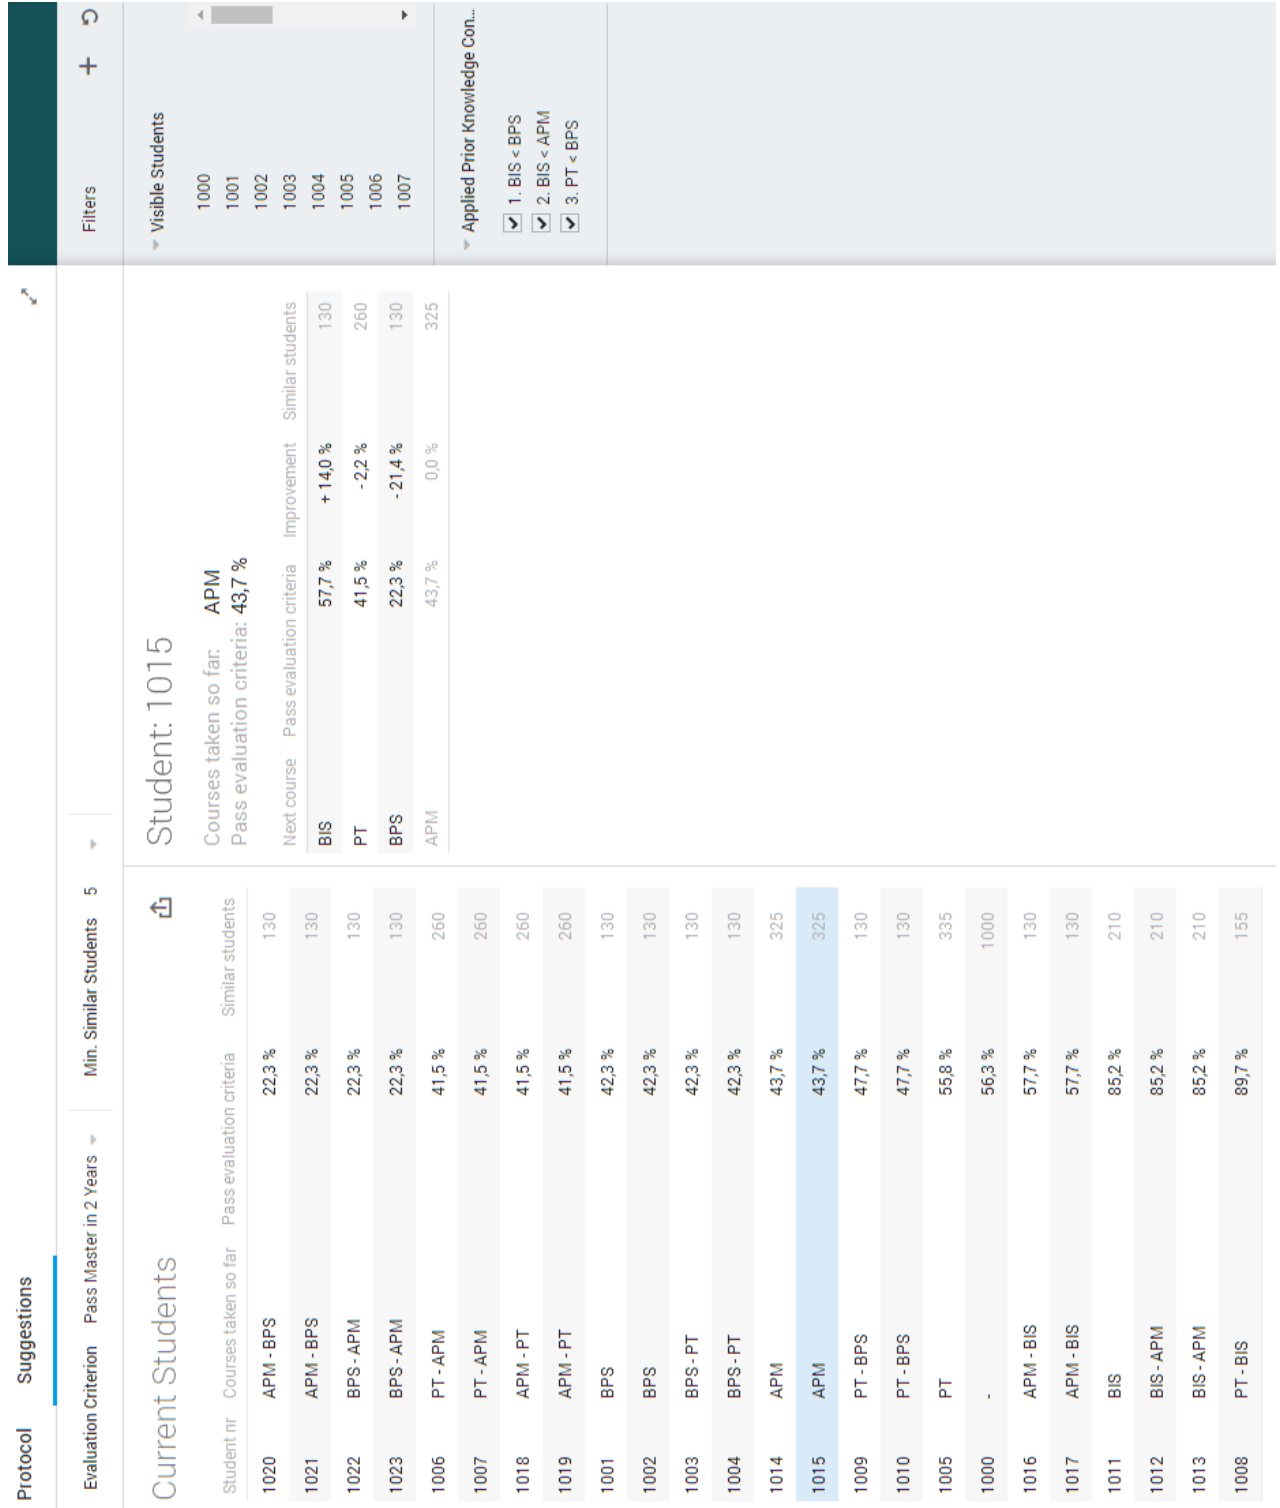 Protocol Suggestions
Evaluation Criterion Pass Master in 2 Years Min. Similar Students 5
Current Students
Student nr Courses taken so far Pass evaluation criteria Similar students
1020 APM - BPS 22,3 % 130
1021 APM - BPS 22,3 % 130
1022 BPS - APM 22,3 % 130
1023 BPS - APM 22,3 % 130
1006 PT - APM 41,5 % 260
1007 PT - APM 41,5 % 260
1018 APM - PT 41,5 % 260
1019 APM - PT 41,5 % 260
1001 BPS 42,3 % 130
1002 BPS 42,3 % 130
1003 BPS - PT 42,3 % 130
1004 BPS - PT 42,3 % 130
1014 APM 43,7 % 325
1015 APM 43,7 % 325
1009 PT - BPS 47,7 % 130
1010 PT - BPS 47,7 % 130
1005 PT 55,8 % 335
1000 - 56,3 % 1000
1016 APM - BIS 57,7 % 130
1017 APM - BIS 57,7 % 130
1011 BIS 85,2 % 210
1012 BIS - APM 85,2 % 210
1013 BIS - APM 85,2 % 210
1008 PT - BIS 89,7 % 155
Student: 1015
Courses taken so far: APM
Pass evaluation criteria: 43,7 %
Next course Pass evaluation criteria Improvement Similar students
BIS 57,7 % + 14,0 % 130
PT 41,5 % - 2,2 % 260
BPS 22,3 % - 21,4 % 130
APM 43,7 % 0,0 % 325
Filters
Visible Students
1000
1001
1002
1003
1004
1005
1006
1007
Applied Prior Knowledge Con...
1. BIS < BPS
2. BIS < APM
3. PT < BPS